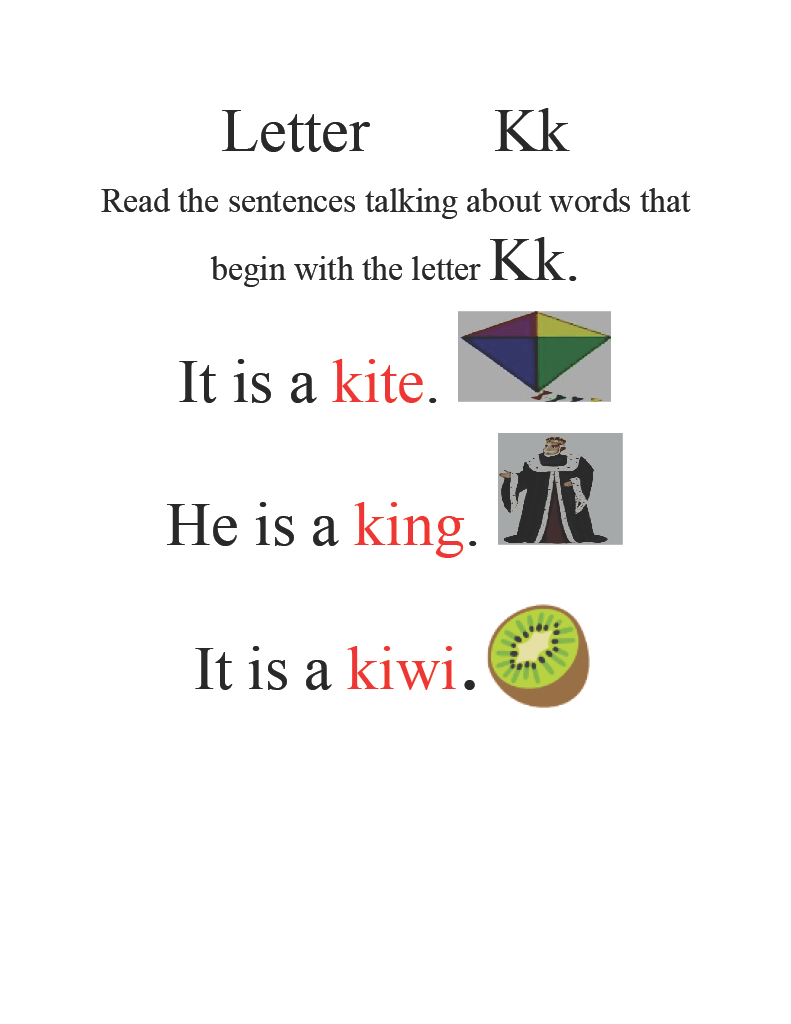 Letter Kk
Read the sentences talking about words that
begin with the letter Kk.
It is a kite.
He is a king.
It is a kiwi.